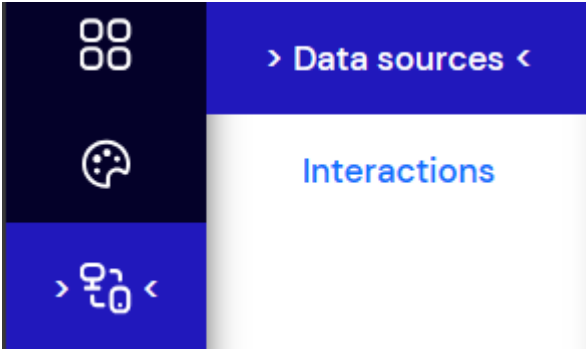 > Data sources <
Interactions
> <